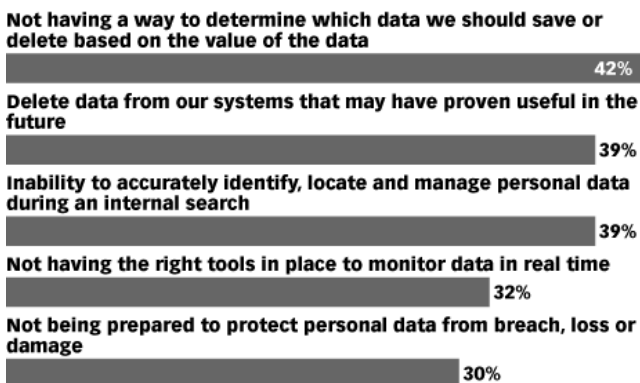 Not having a way to determine which data we should save or
delete based on the value of the data
42%
Delete data from our systems that may have proven useful in the
future
39%
Inability to accurately identify, locate and manage personal data
during an internal search
39%
Not having the right tools in place to monitor data in real time
32%
Not being prepared to protect personal data from breach, loss or
damage
30%